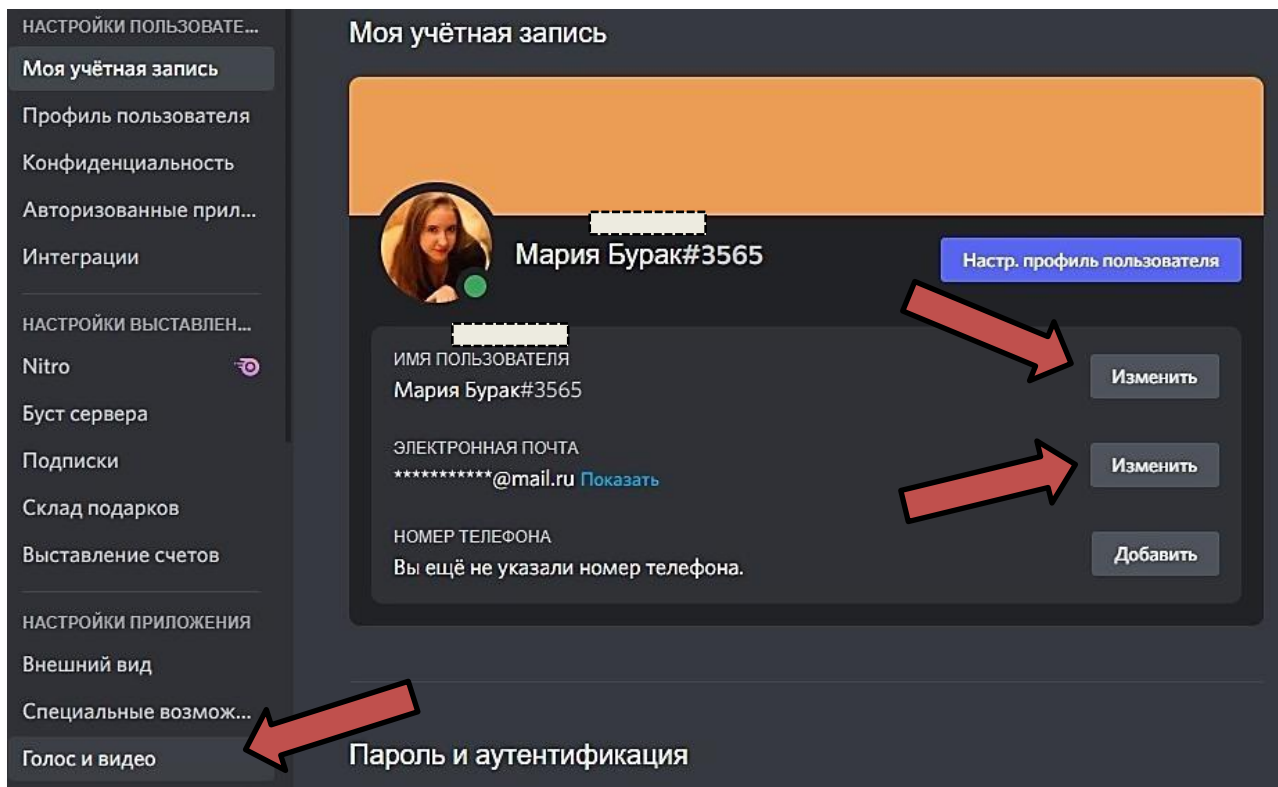 НАСТРОЙКИ ПОЛЬЗОВАТЕ...
Моя учётная запись
Профиль пользователя
Конфиденциальность
Авторизованные прил...
Интеграции
НАСТРОЙКИ ВЫСТАВЛЕН...
Nitro
Буст сервера
Подписки
Склад подарков
Выставление счетов
НАСТРОЙКИ ПРИЛОЖЕНИЯ
Внешний вид
Специальные возмож...
Голос и видео
Моя учётная запись
Мария Бурак#3565
Настр. профиль пользователя
ИМЯ ПОЛЬЗОВАТЕЛЯ
Мария Бурак#3565
Изменить
ЭЛЕКТРОННАЯ ПОЧТА
***********@mail.ru Показать
Изменить
НОМЕР ТЕЛЕФОНА
Вы ещё не указали номер телефона.
Добавить
Пароль и аутентификация